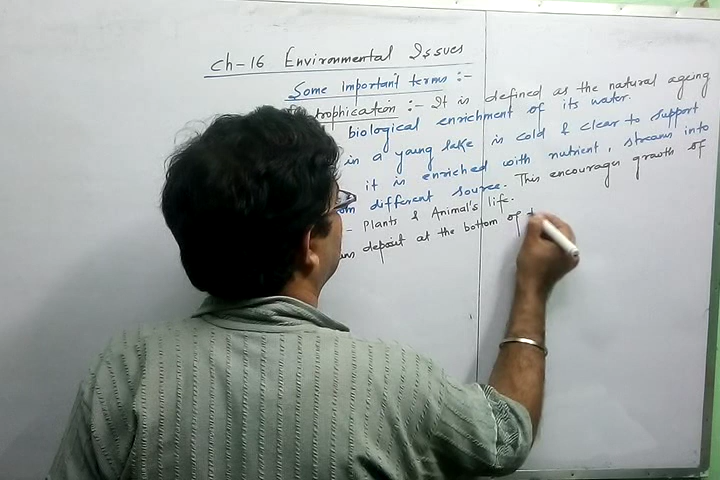 Ch-16 Environmental Issues
Some important terms :-
trophication :- It is defined as the natural ageing
biological enrichment of its water.
in a young lake is cold & clear to support
it is enriched with nutrient, streams into
different source. This encourages growth of
- Plants & Animal's life.
deposit at the bottom of